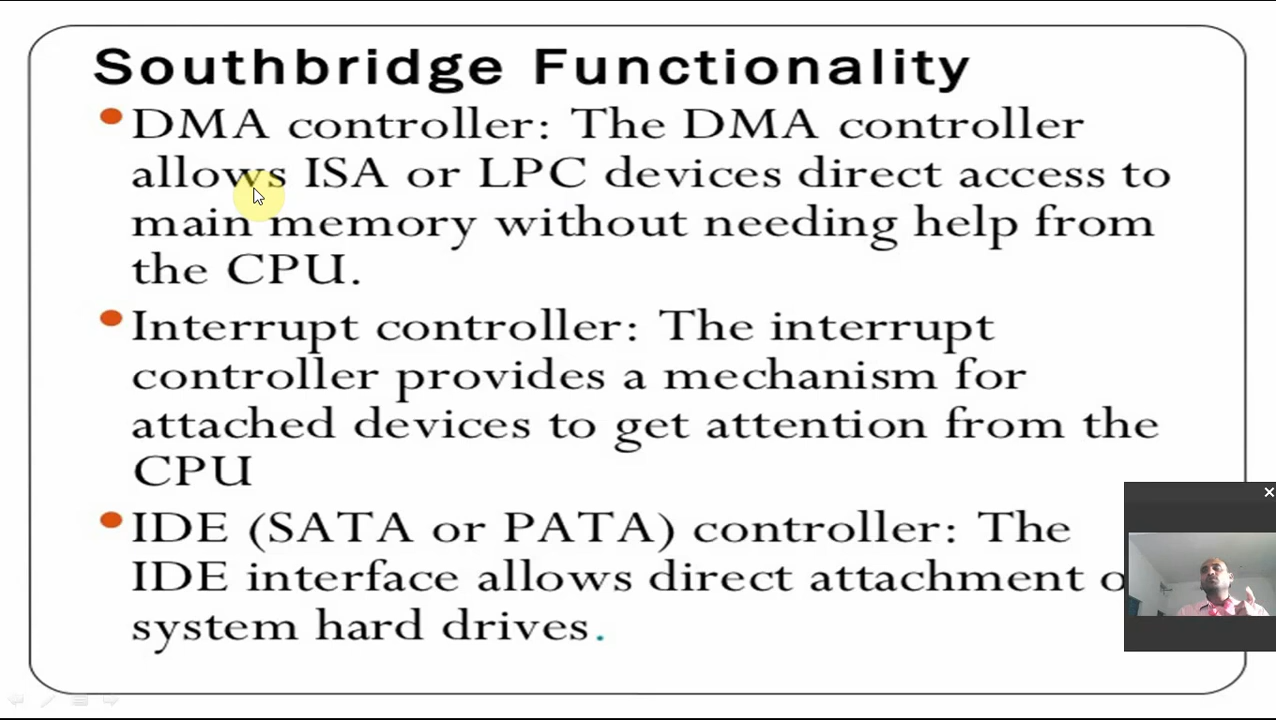 Southbridge Functionality
• DMA controller: The DMA controller
allows ISA or LPC devices direct access to
main memory without needing help from
the CPU.
• Interrupt controller: The interrupt
controller provides a mechanism for
attached devices to get attention from the
CPU
• IDE (SATA or PATA) controller: The
IDE interface allows direct attachment
system hard drives.